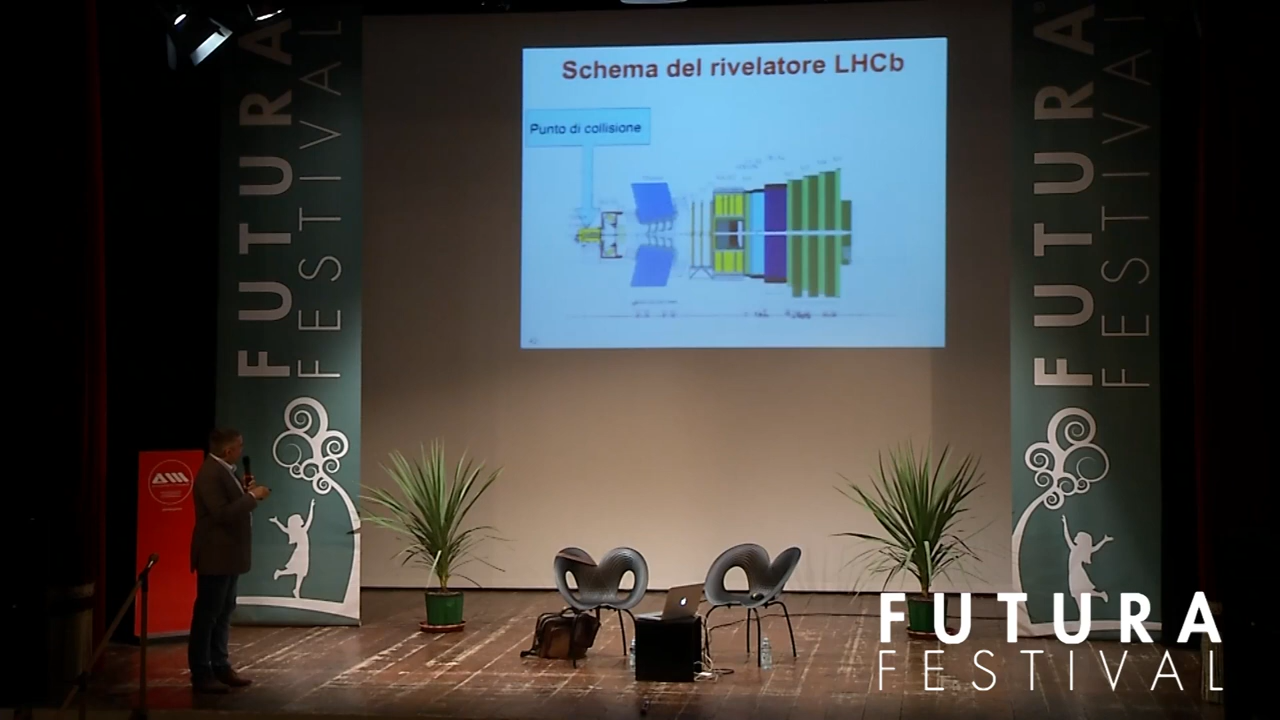 Schema del rivelatore LHCb
Punto di collisione
FUTURA
FESTIVAL
FUTURA
FESTIVAL
FUTURA
FESTIVAL